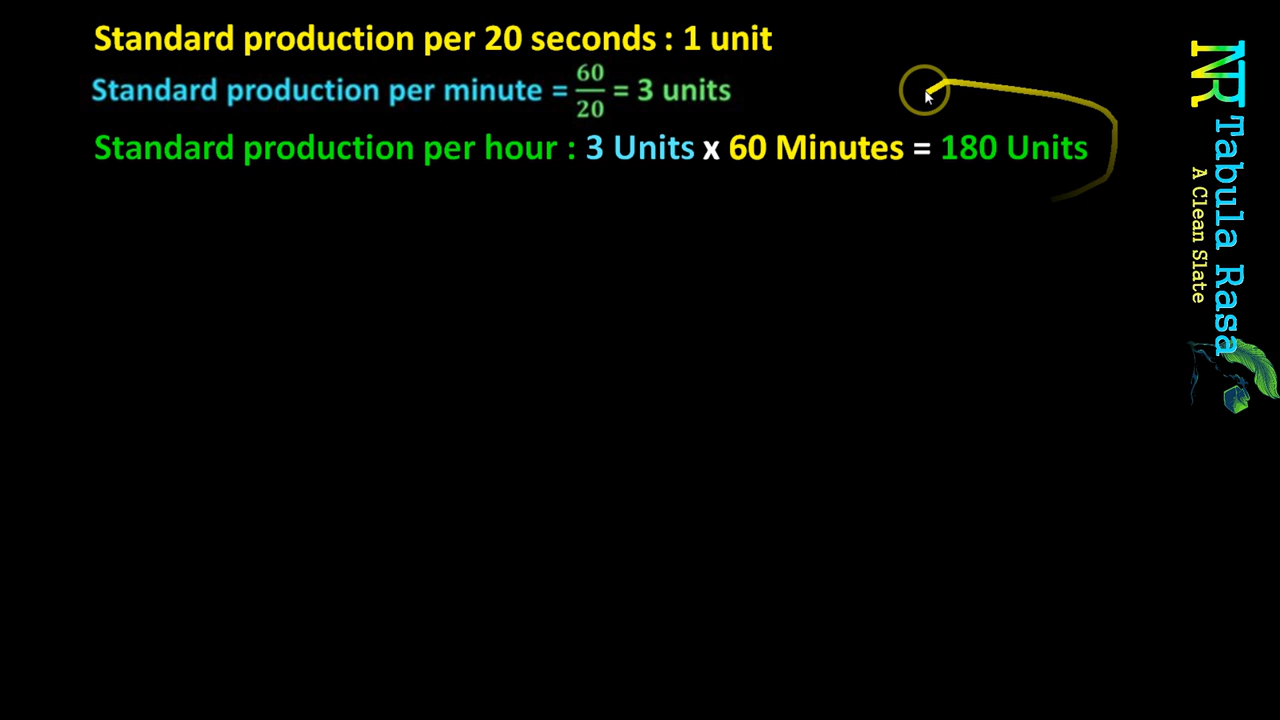 Standard production per 20 seconds : 1 unit
Standard production per minute = 60/20 = 3 units
Standard production per hour : 3 Units x 60 Minutes = 180 Units
NR
Tabula Rasa
A Clean Slate